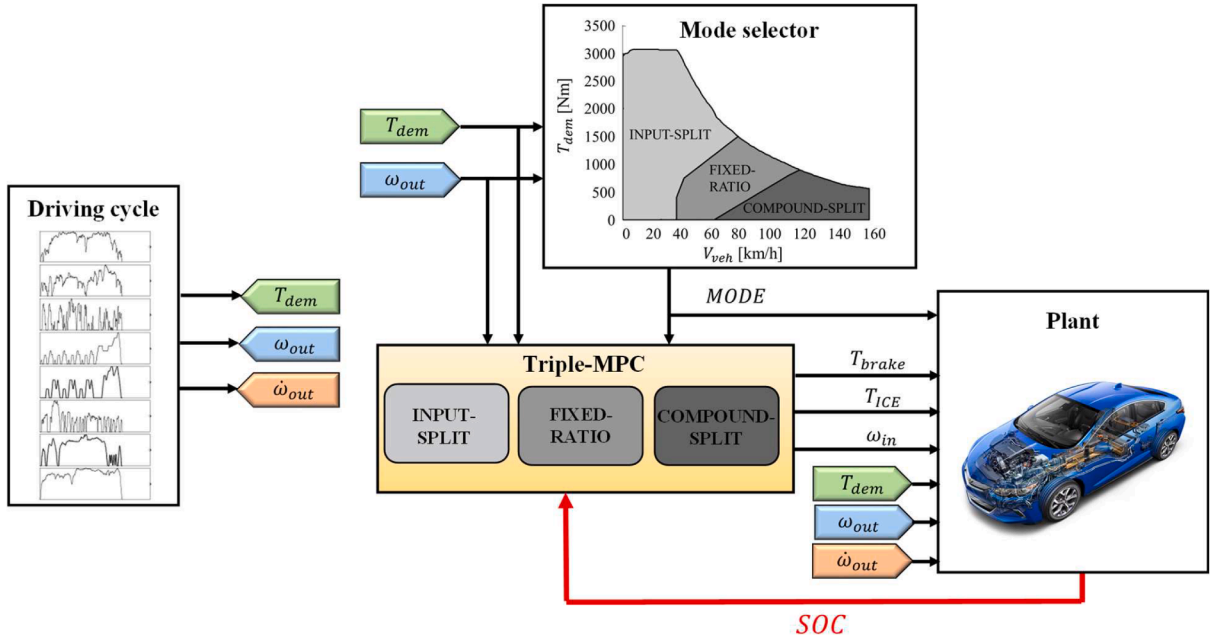 Mode selector
3500
3000
2500
2000
1500
1000
500
0
T_dem [Nm]
INPUT-SPLIT
FIXED-
RATIO
COMPOUND-SPLIT
0 20 40 60 80 100 120 140 160
V_veh [km/h]
T_dem
ω_out
Driving cycle
T_dem
ω_out
ω̇_out
MODE
Triple-MPC
INPUT-
SPLIT
FIXED-
RATIO
COMPOUND-
SPLIT
Plant
T_brake
T_ICE
ω_in
T_dem
ω_out
ω̇_out
SOC